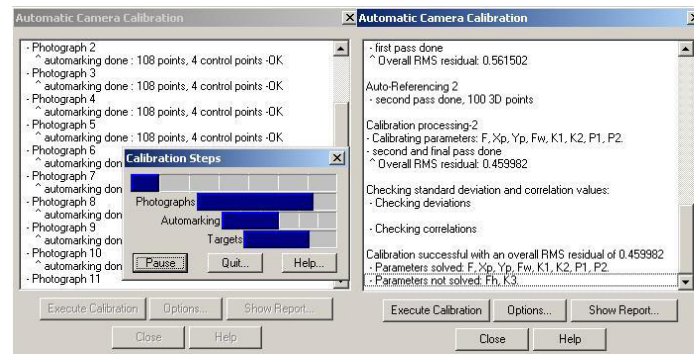 Automatic Camera Calibration
- Photograph 2
^ automarking done : 108 points, 4 control points -OK
- Photograph 3
^ automarking done : 108 points, 4 control points -OK
- Photograph 4
^ automarking done : 108 points, 4 control points -OK
- Photograph 5
^ automarking done : 108 points, 4 control points -OK
- Photograph 6
^ automarking don
- Photograph 7
^ automarking don
- Photograph 8
^ automarking don
- Photograph 9
^ automarking don
- Photograph 10
^ automarking don
- Photograph 11
Calibration Steps
Photographs
Automarking
Targets
Pause
Quit...
Help...
Execute Calibration
Options...
Show Report...
Close
Help
Automatic Camera Calibration
- first pass done
^ Overall RMS residual: 0.561502
Auto-Referencing 2
- second pass done, 100 3D points
Calibration processing-2
- Calibrating parameters: F, Xp, Yp, Fw, K1, K2, P1, P2.
- second and final pass done
^ Overall RMS residual: 0.459982
Checking standard deviation and correlation values:
- Checking deviations
- Checking correlations
Calibration successful with an overall RMS residual of 0.459982
- Parameters solved: F, Xp, Yp, Fw, K1, K2, P1, P2.
- Parameters not solved: Fh, K3.
Execute Calibration
Options...
Show Report...
Close
Help